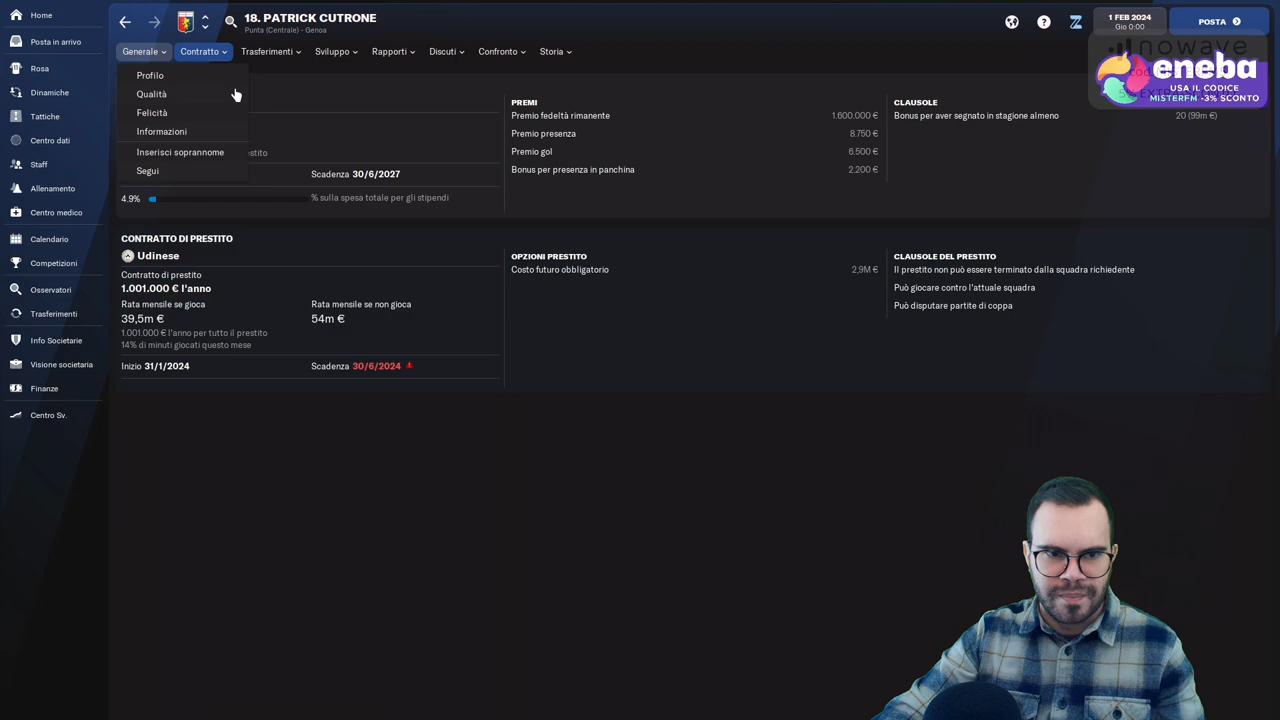 Home
Posta in arrivo
Rosa
Dinamiche
Tattiche
Centro dati
Staff
Allenamento
Centro medico
Calendario
Competizioni
Osservatori
Trasferimenti
Info Societarie
Visione societaria
Finanze
Centro Sv.
18. PATRICK CUTRONE
Punta (Centrale) - Genoa
1 FEB 2024
Gio 0:00
POSTA
Generale
Contratto
Trasferimenti
Sviluppo
Rapporti
Discuti
Confronto
Storia
nowave
eneba
USA IL CODICE
MISTERFM -3% SCONTO
Profilo
Qualità
Felicità
Informazioni
Inserisci soprannome
Segui
estito
Scadenza 30/6/2027
4.9%
% sulla spesa totale per gli stipendi
PREMI
Premio fedeltà rimanente 1.600.000 €
Premio presenza 8.750 €
Premio gol 6.500 €
Bonus per presenza in panchina 2.200 €
CLAUSOLE
Bonus per aver segnato in stagione almeno 20 (99m €)
CONTRATTO DI PRESTITO
Udinese
Contratto di prestito
1.001.000 € l'anno
Rata mensile se gioca
39,5m €
Rata mensile se non gioca
54m €
1.001.000 € l'anno per tutto il prestito
14% di minuti giocati questo mese
Inizio 31/1/2024
Scadenza 30/6/2024
OPZIONI PRESTITO
Costo futuro obbligatorio 2,9M €
CLAUSOLE DEL PRESTITO
Il prestito non può essere terminato dalla squadra richiedente
Può giocare contro l'attuale squadra
Può disputare partite di coppa